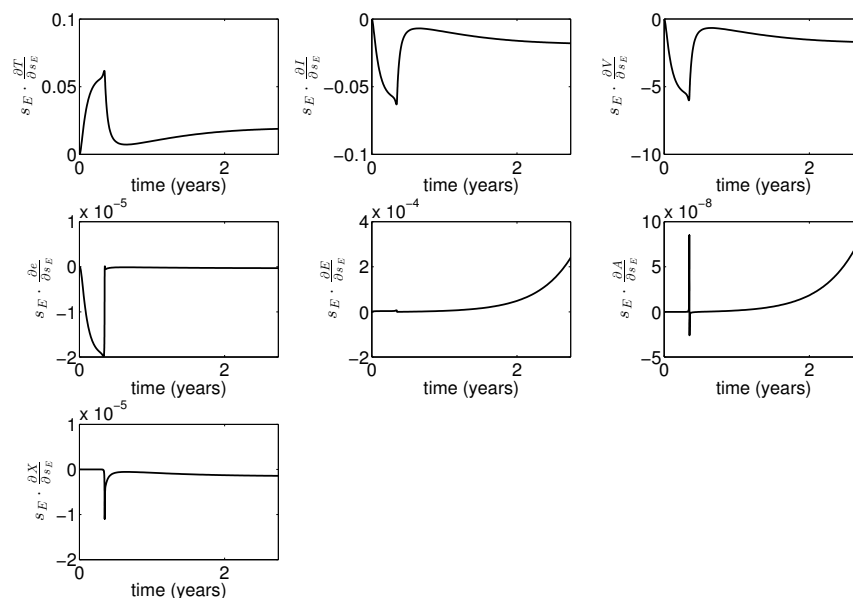 s_E · ∂T/∂s_E
0.1
0.05
0
0
2
time (years)
s_E · ∂I/∂s_E
0
−0.05
−0.1
0
2
time (years)
s_E · ∂V/∂s_E
0
−5
−10
0
2
time (years)
s_E · ∂e/∂s_E
1 x 10^−5
0
−1
−2
0
2
time (years)
s_E · ∂E/∂s_E
4 x 10^−4
2
0
−2
0
2
time (years)
s_E · ∂A/∂s_E
10 x 10^−8
5
0
−5
0
2
time (years)
s_E · ∂X/∂s_E
1 x 10^−5
0
−1
−2
0
2
time (years)